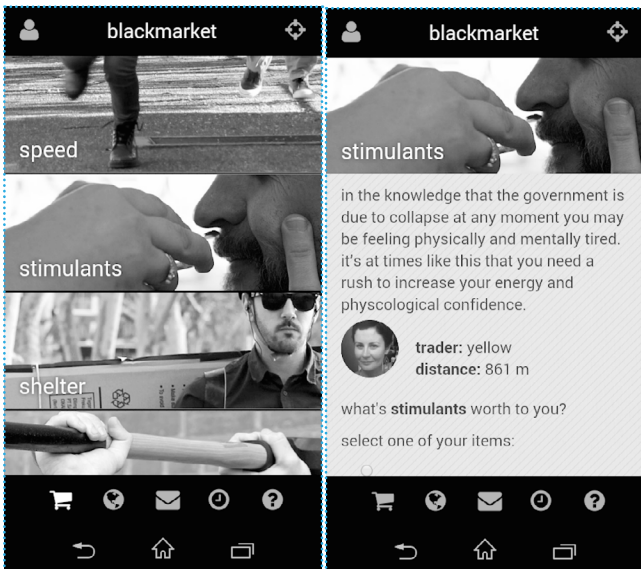 blackmarket
speed
stimulants
shelter
blackmarket
stimulants
in the knowledge that the government is
due to collapse at any moment you may
be feeling physically and mentally tired.
it's at times like this that you need a
rush to increase your energy and
physcological confidence.
trader: yellow
distance: 861 m
what's stimulants worth to you?
select one of your items: